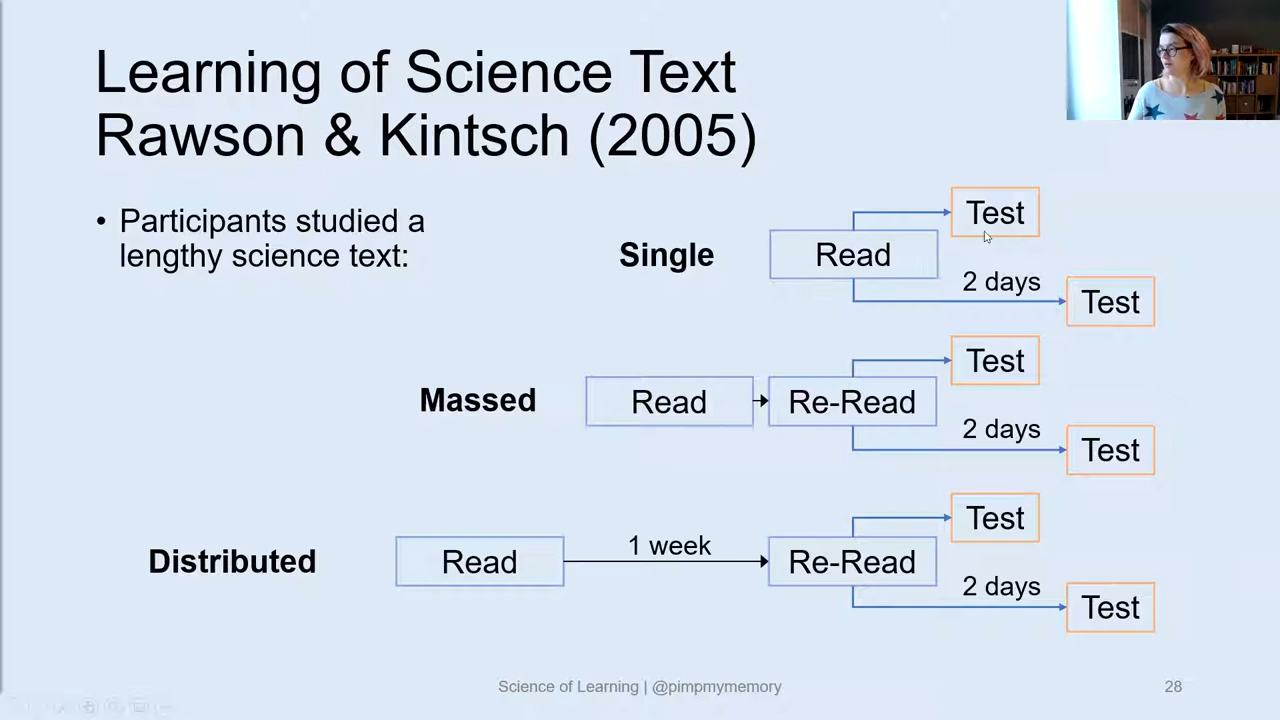 Learning of Science Text
Rawson & Kintsch (2005)
• Participants studied a
lengthy science text:
Single
Read
Test
2 days
Test
Massed
Read
Re-Read
Test
2 days
Test
Distributed
Read
1 week
Re-Read
Test
2 days
Test
Science of Learning | @pimpmymemory
28